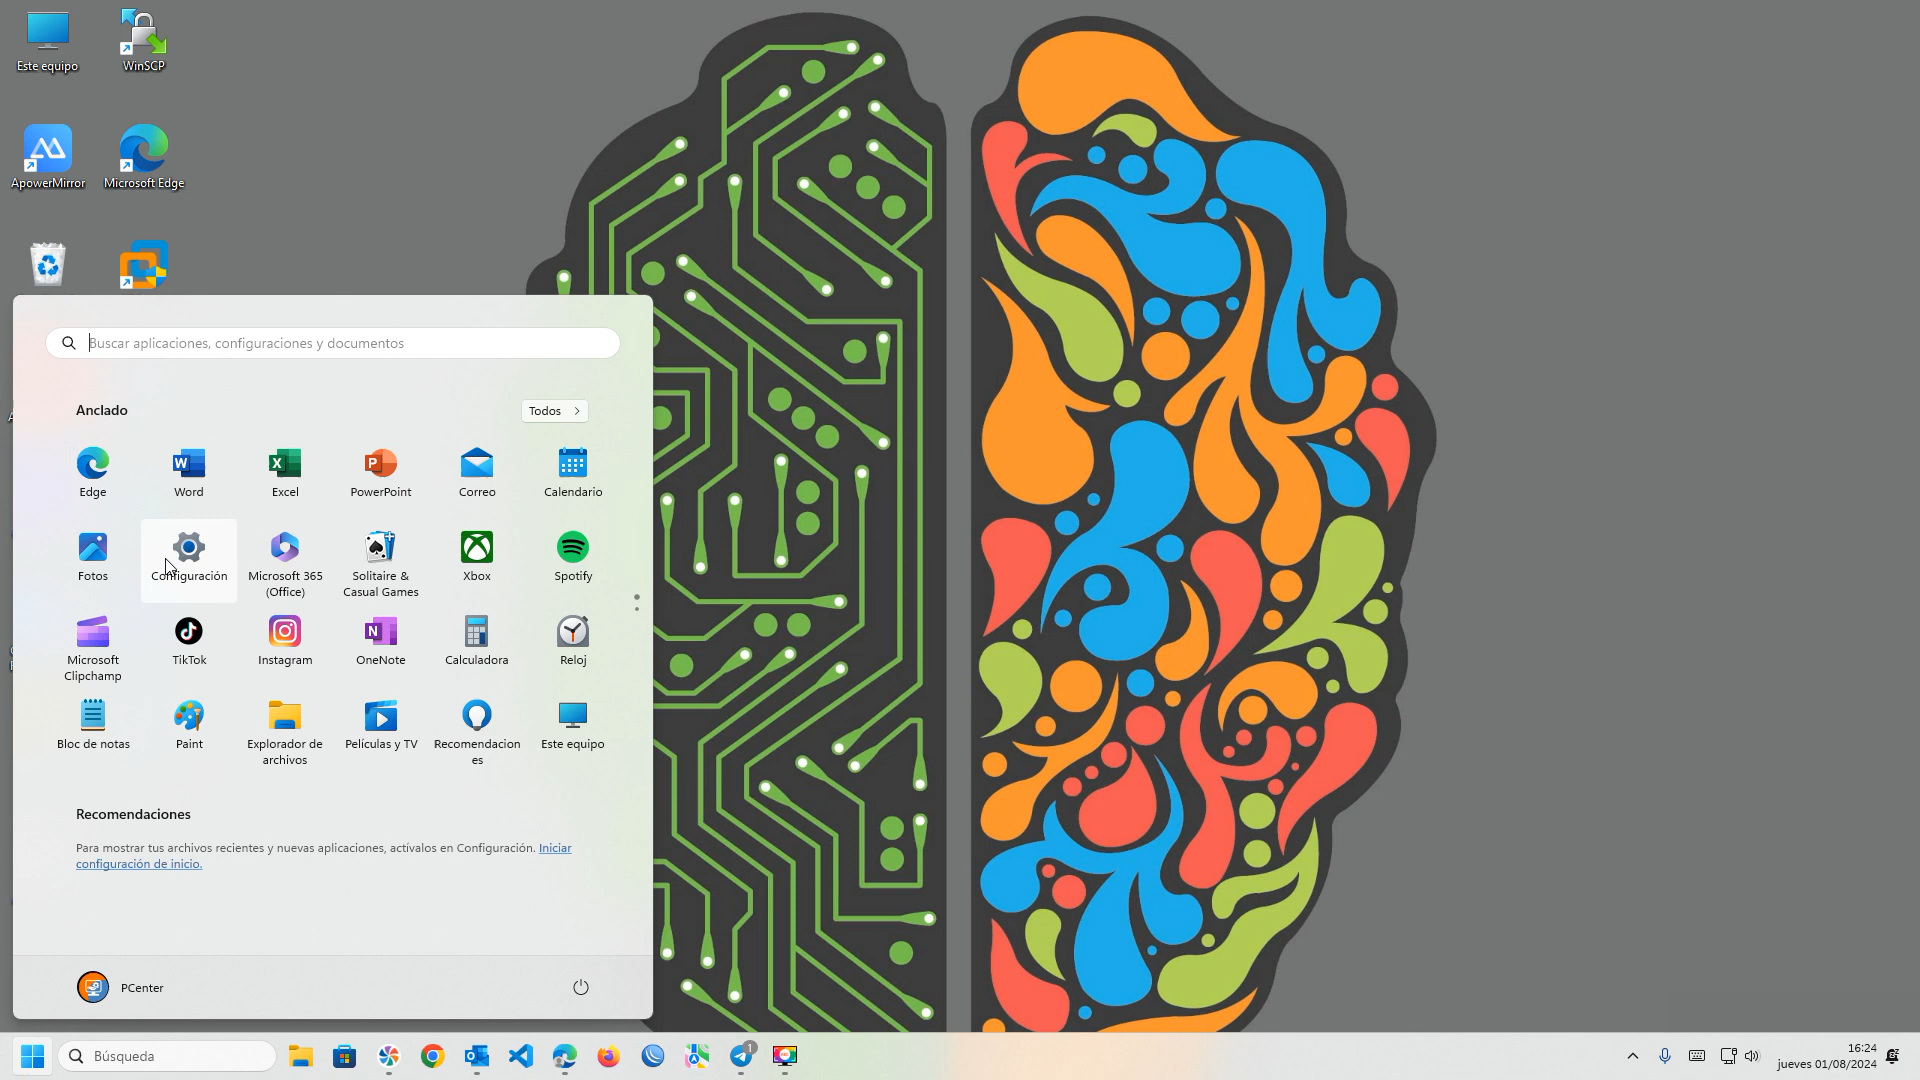 Este equipo
WinSCP
ApowerMirror
Microsoft Edge
Buscar aplicaciones, configuraciones y documentos
Anclado
Todos
Edge
Word
Excel
PowerPoint
Correo
Calendario
Fotos
Configuración
Microsoft 365
(Office)
Solitaire &
Casual Games
Xbox
Spotify
Microsoft
Clipchamp
TikTok
Instagram
OneNote
Calculadora
Reloj
Bloc de notas
Paint
Explorador de
archivos
Películas y TV
Recomendacion
es
Este equipo
Recomendaciones
Para mostrar tus archivos recientes y nuevas aplicaciones, actívalos en Configuración. Iniciar
configuración de inicio.
PCenter
Búsqueda
1
16:24
jueves 01/08/2024